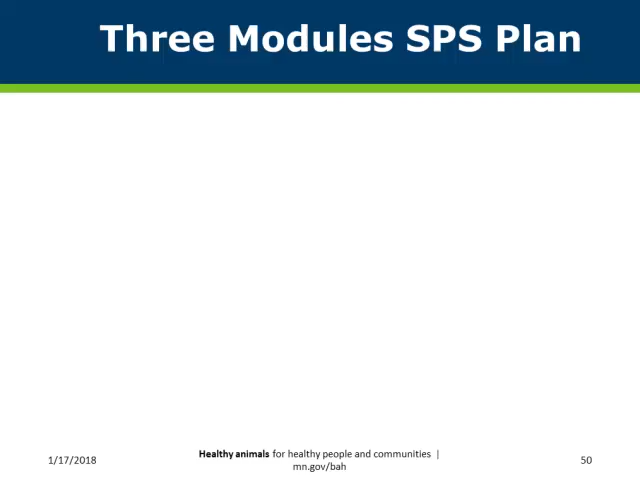 Three Modules SPS Plan
1/17/2018
Healthy animals for healthy people and communities |
mn.gov/bah
50